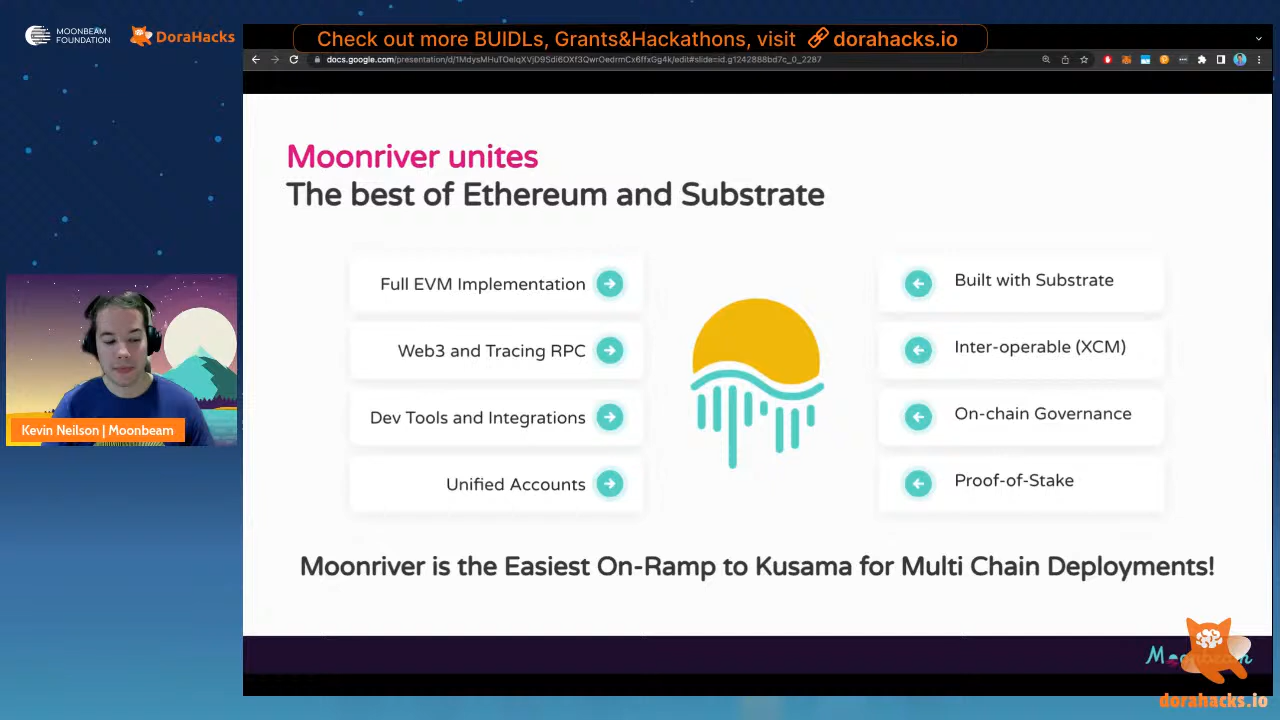 MOONBEAM
FOUNDATION
DoraHacks
Check out more BUIDLs, Grants&Hackathons, visit dorahacks.io
Moonriver unites
The best of Ethereum and Substrate
Full EVM Implementation
Web3 and Tracing RPC
Dev Tools and Integrations
Unified Accounts
Built with Substrate
Inter-operable (XCM)
On-chain Governance
Proof-of-Stake
Kevin Neilson | Moonbeam
Moonriver is the Easiest On-Ramp to Kusama for Multi Chain Deployments!
Moonbeam
dorahacks.io